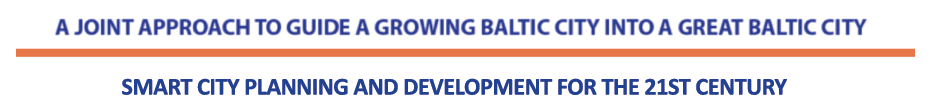 A JOINT APPROACH TO GUIDE A GROWING BALTIC CITY INTO A GREAT BALTIC CITY
SMART CITY PLANNING AND DEVELOPMENT FOR THE 21ST CENTURY